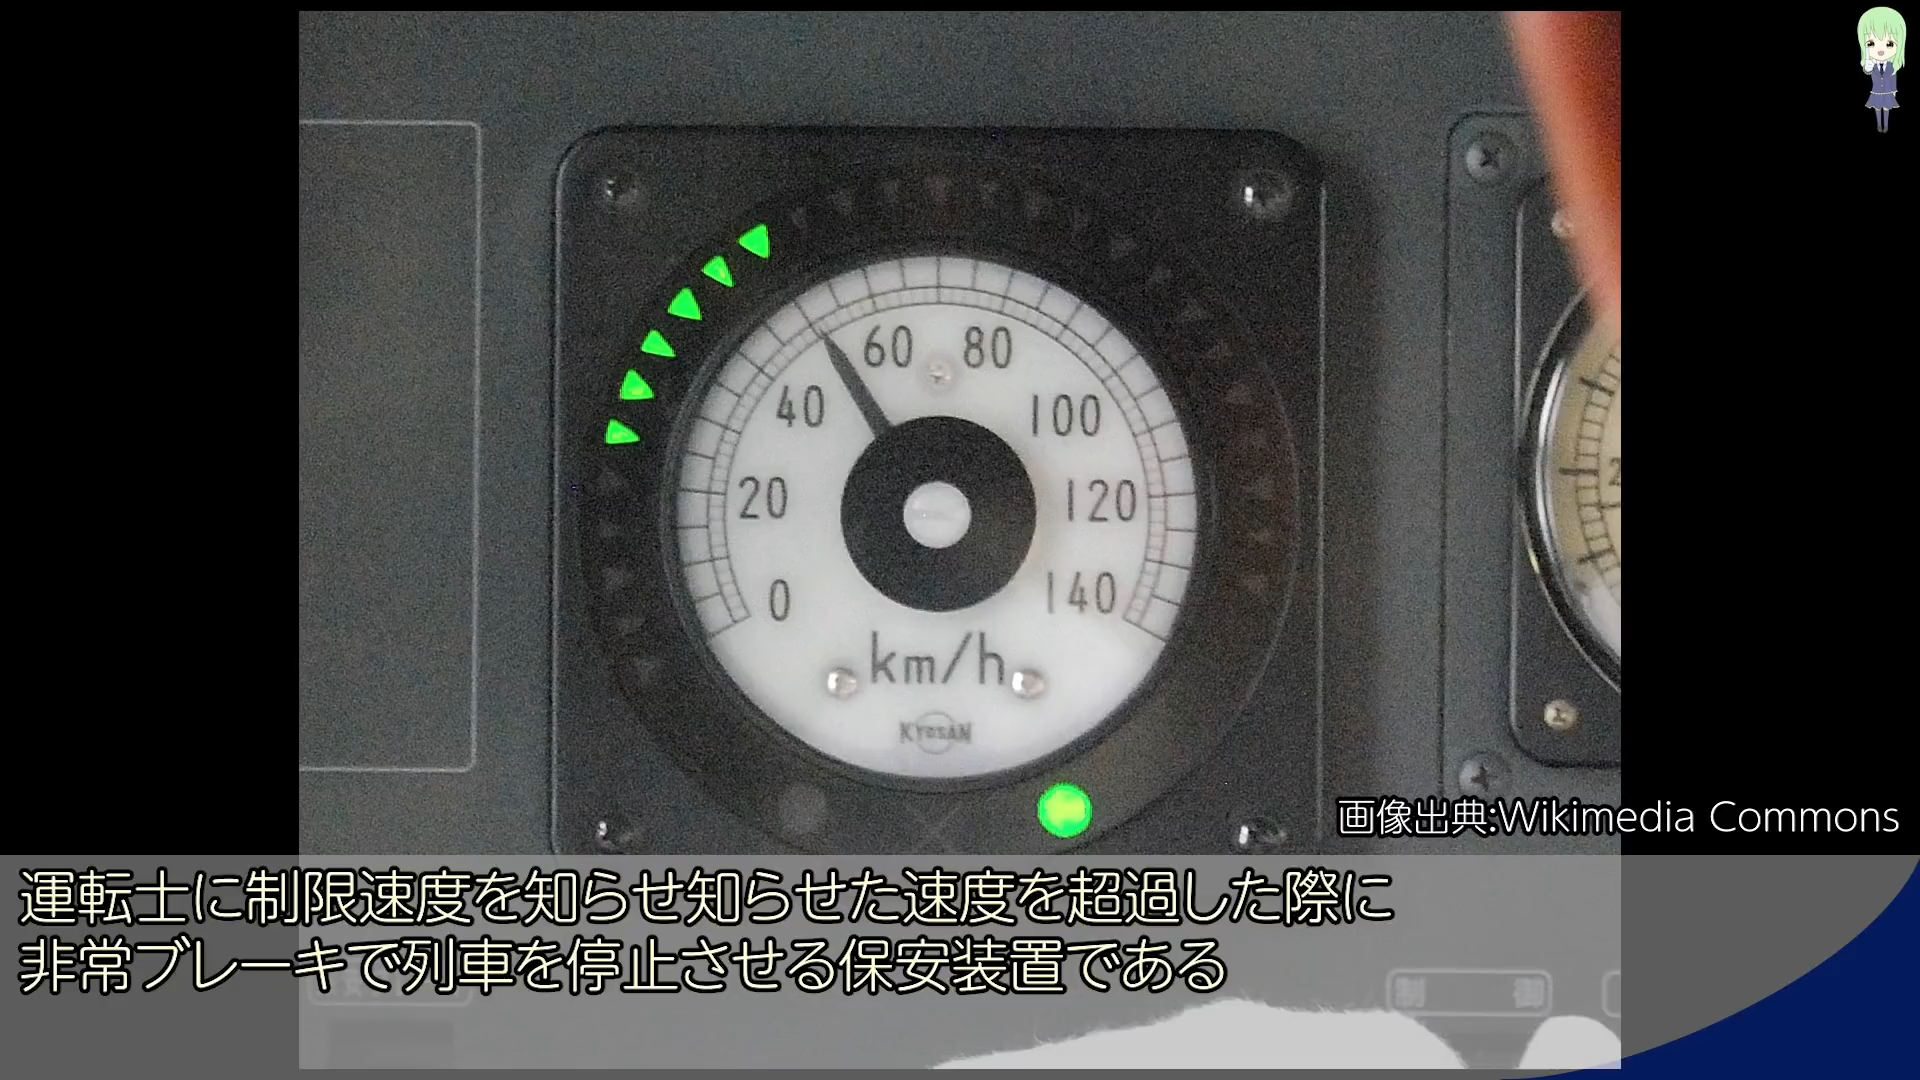 60 80
40 100
20 120
0 140
km/h
KYOSAN
画像出典:Wikimedia Commons
運転士に制限速度を知らせ知らせた速度を超過した際に
非常ブレーキで列車を停止させる保安装置である
制 御